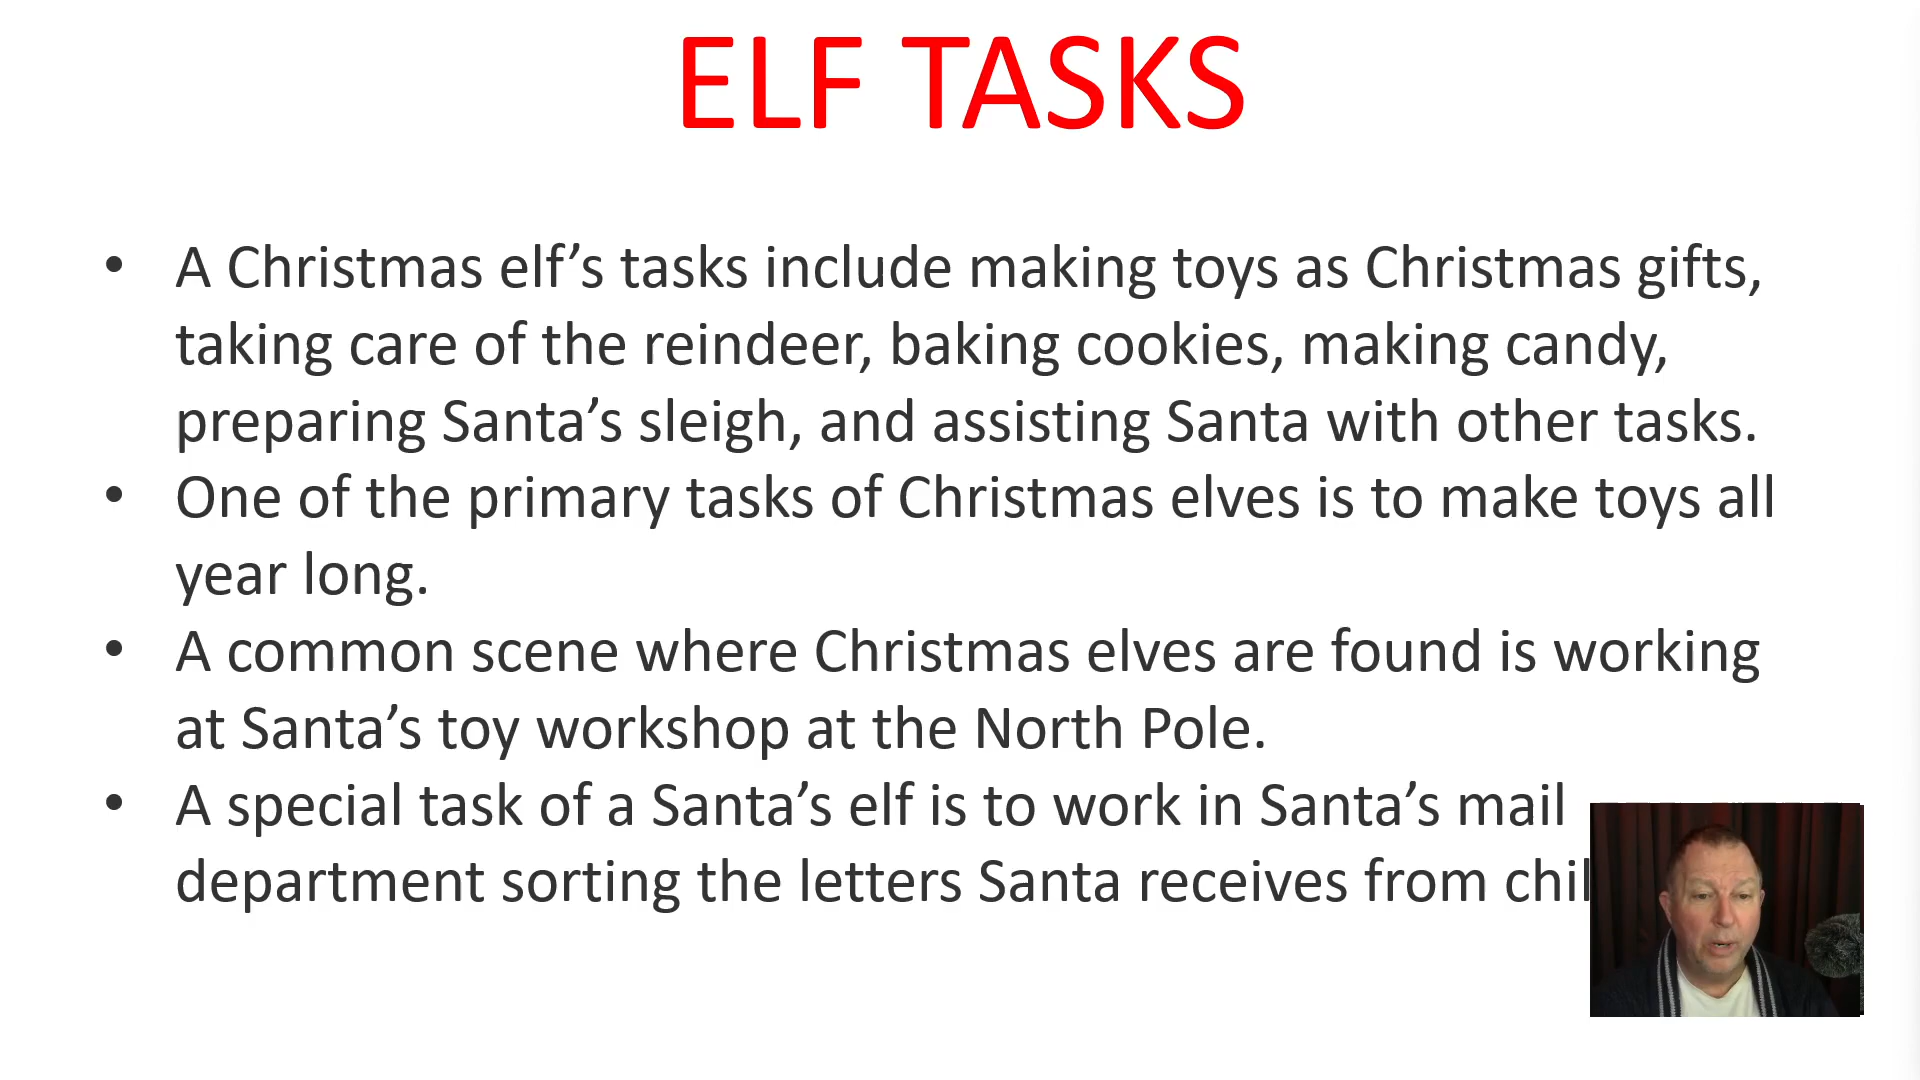 ELF TASKS
• A Christmas elf’s tasks include making toys as Christmas gifts,
taking care of the reindeer, baking cookies, making candy,
preparing Santa’s sleigh, and assisting Santa with other tasks.
• One of the primary tasks of Christmas elves is to make toys all
year long.
• A common scene where Christmas elves are found is working
at Santa’s toy workshop at the North Pole.
• A special task of a Santa’s elf is to work in Santa’s mail
department sorting the letters Santa receives from